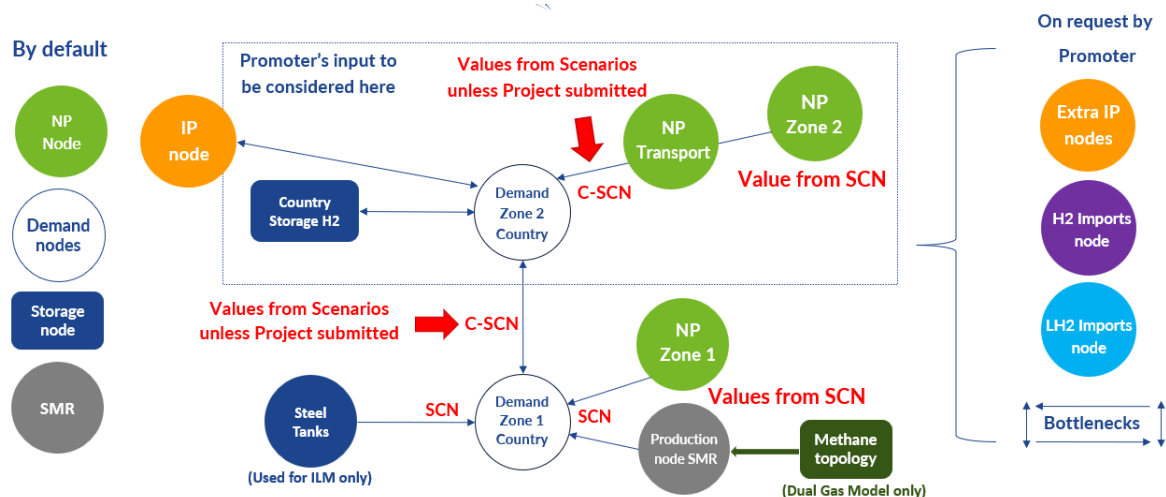 By default
NP
Node
Demand
nodes
Storage
node
SMR
Promoter's input to
be considered here
IP
node
Country
Storage H2
Values from Scenarios
unless Project submitted
NP
Transport
NP
Zone 2
Value from SCN
C-SCN
Demand
Zone 2
Country
Values from Scenarios
unless Project submitted
C-SCN
NP
Zone 1
Values from SCN
Steel
Tanks
(Used for ILM only)
SCN
Demand
Zone 1
Country
SCN
Production
node SMR
Methane
topology
(Dual Gas Model only)
On request by
Promoter
Extra IP
nodes
H2 Imports
node
LH2 Imports
node
Bottlenecks